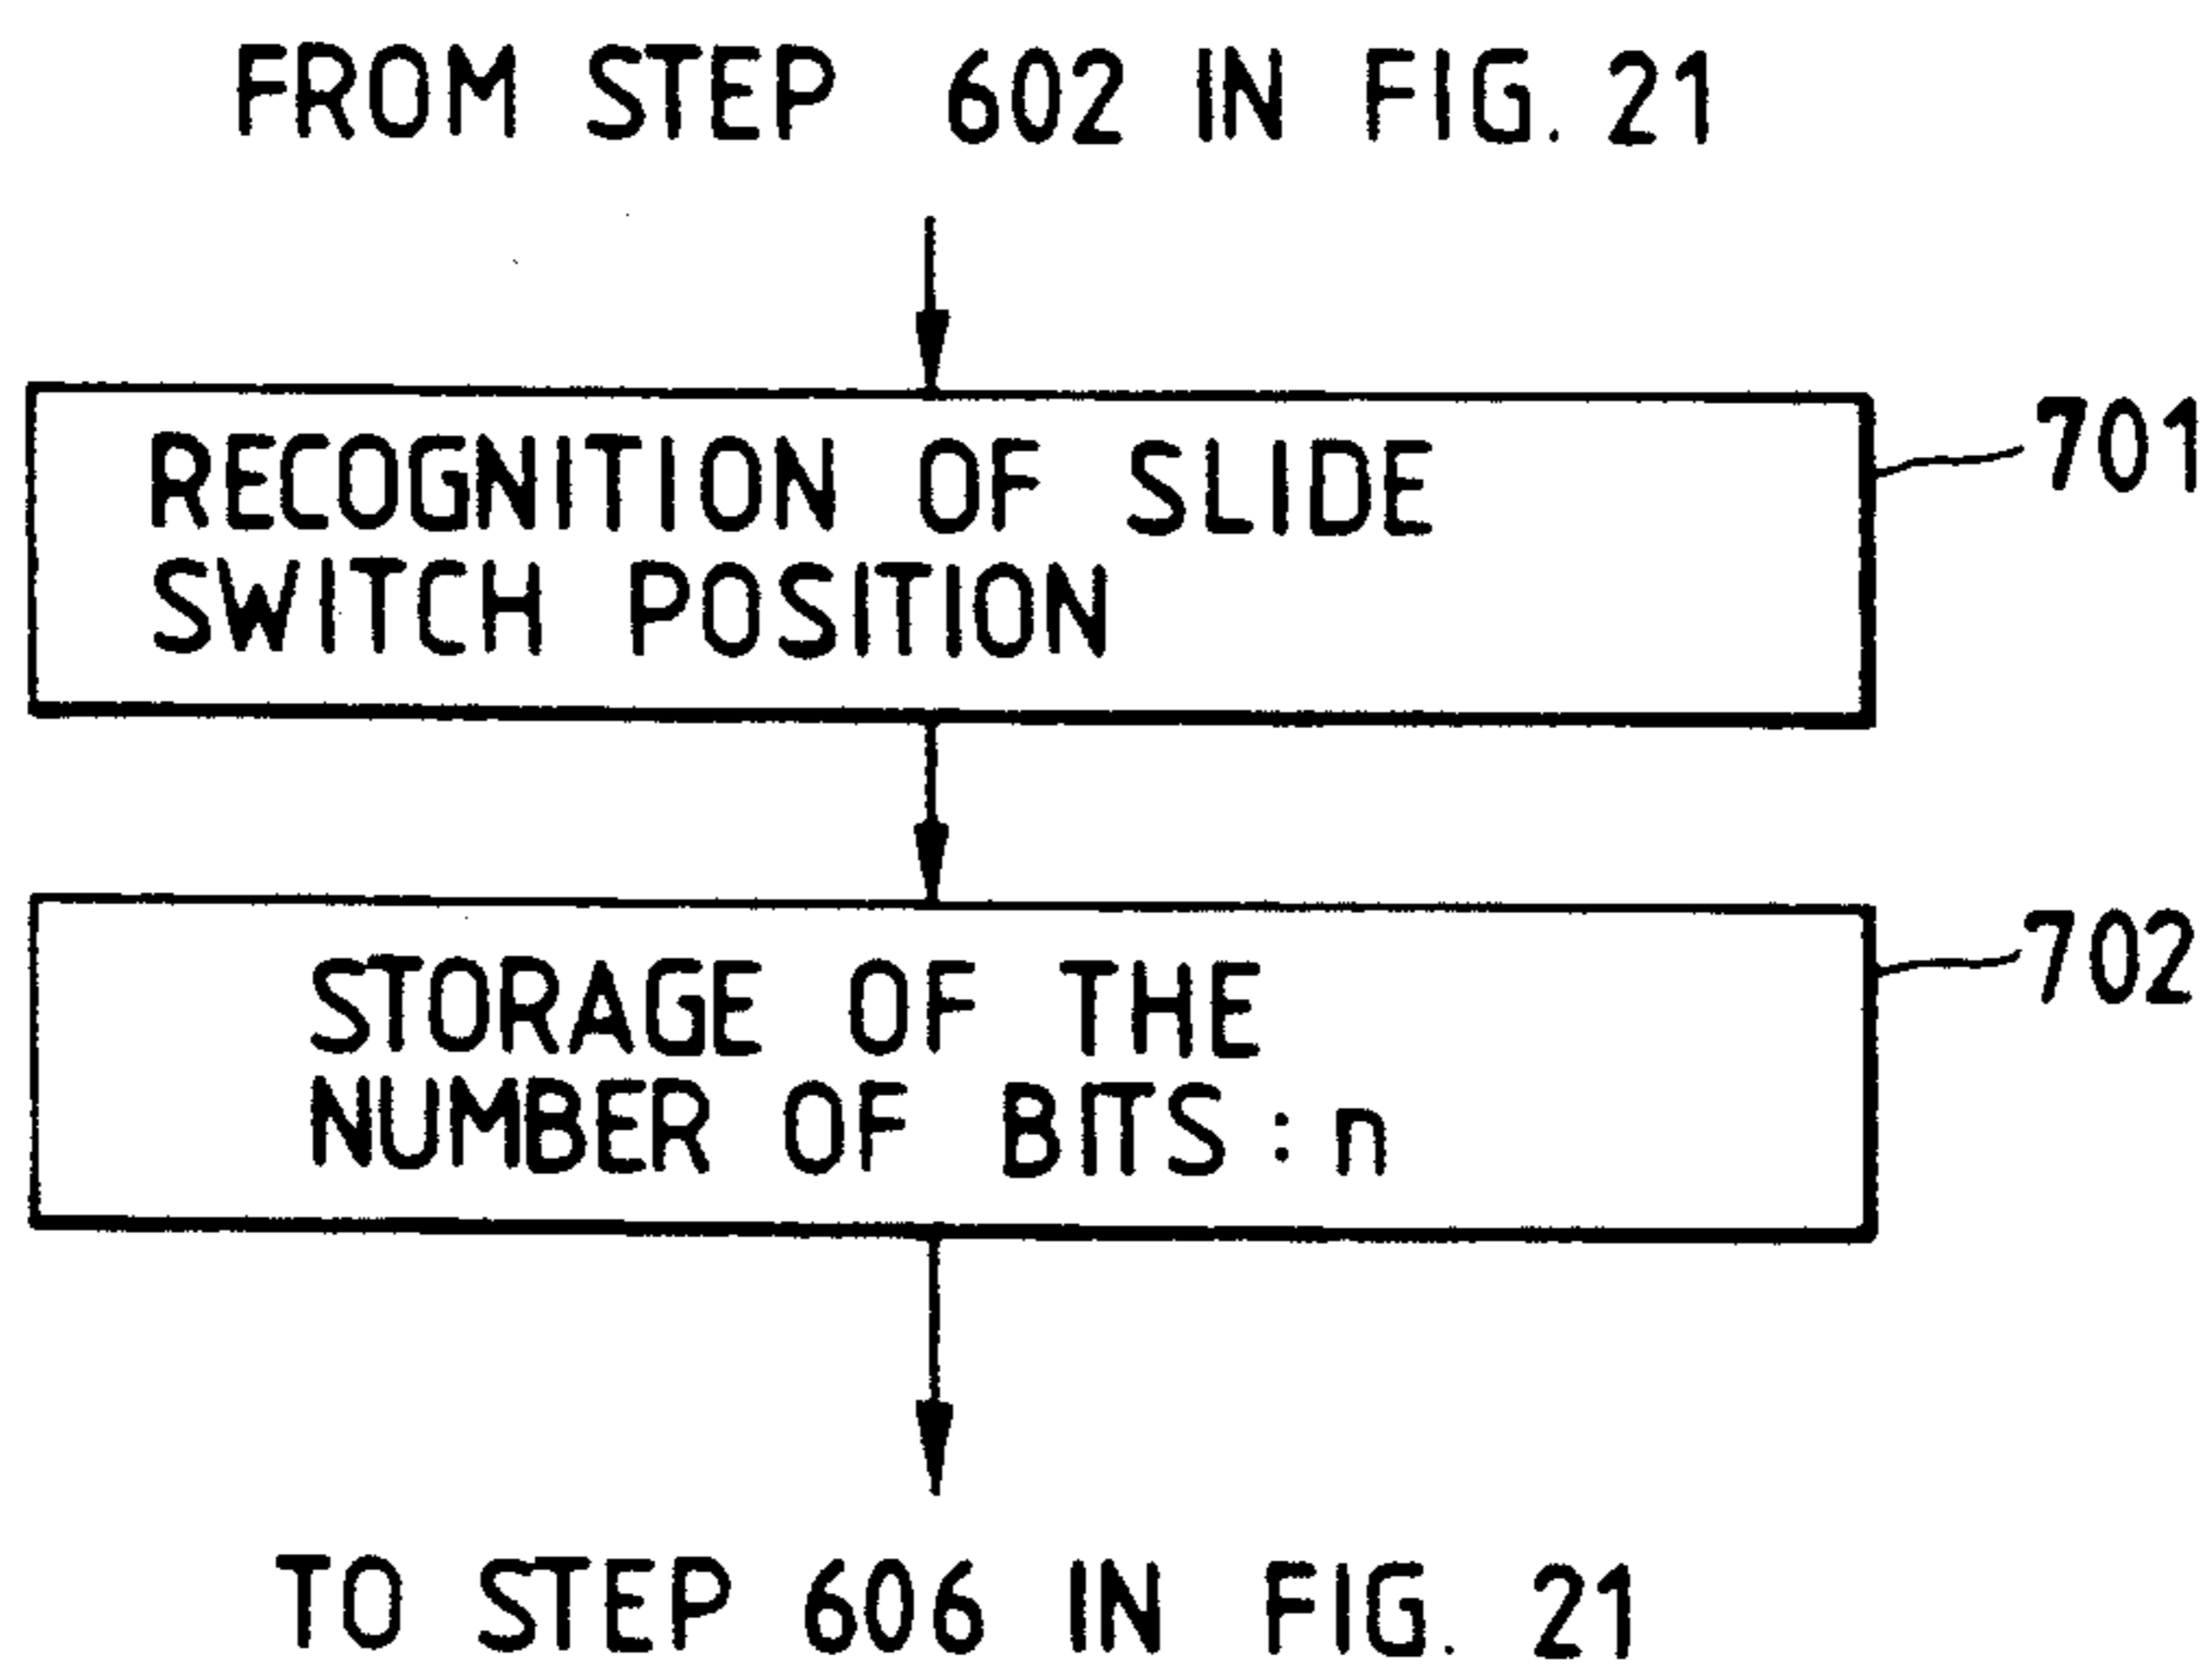 FROM STEP 602 IN FIG. 21
RECOGNITION OF SLIDE
701
SWITCH POSITION
STORAGE OF THE
702
NUMBER OF BITS : n
TO STEP 606 IN FIG. 21